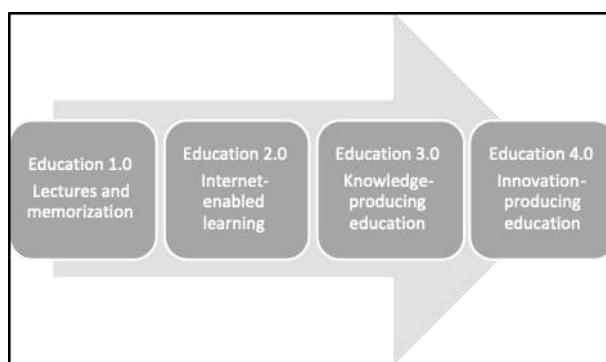 Education 1.0
Lectures and
memorization
Education 2.0
Internet-
enabled
learning
Education 3.0
Knowledge-
producing
education
Education 4.0
Innovation-
producing
education